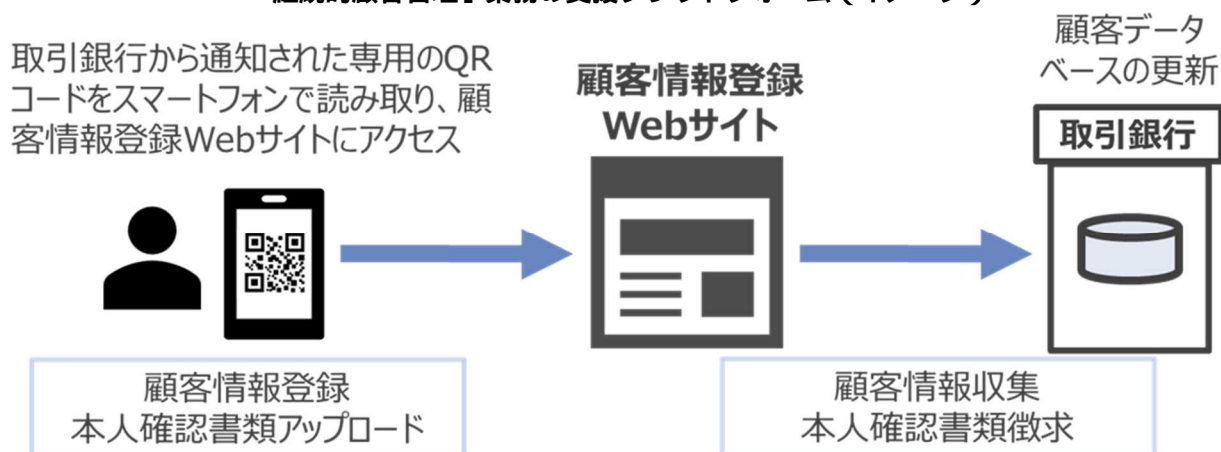 取引銀行から通知された専用のQR
コードをスマートフォンで読み取り、顧
客情報登録Webサイトにアクセス
顧客情報登録
Webサイト
顧客データ
ベースの更新
取引銀行
顧客情報登録
本人確認書類アップロード
顧客情報収集
本人確認書類徴求